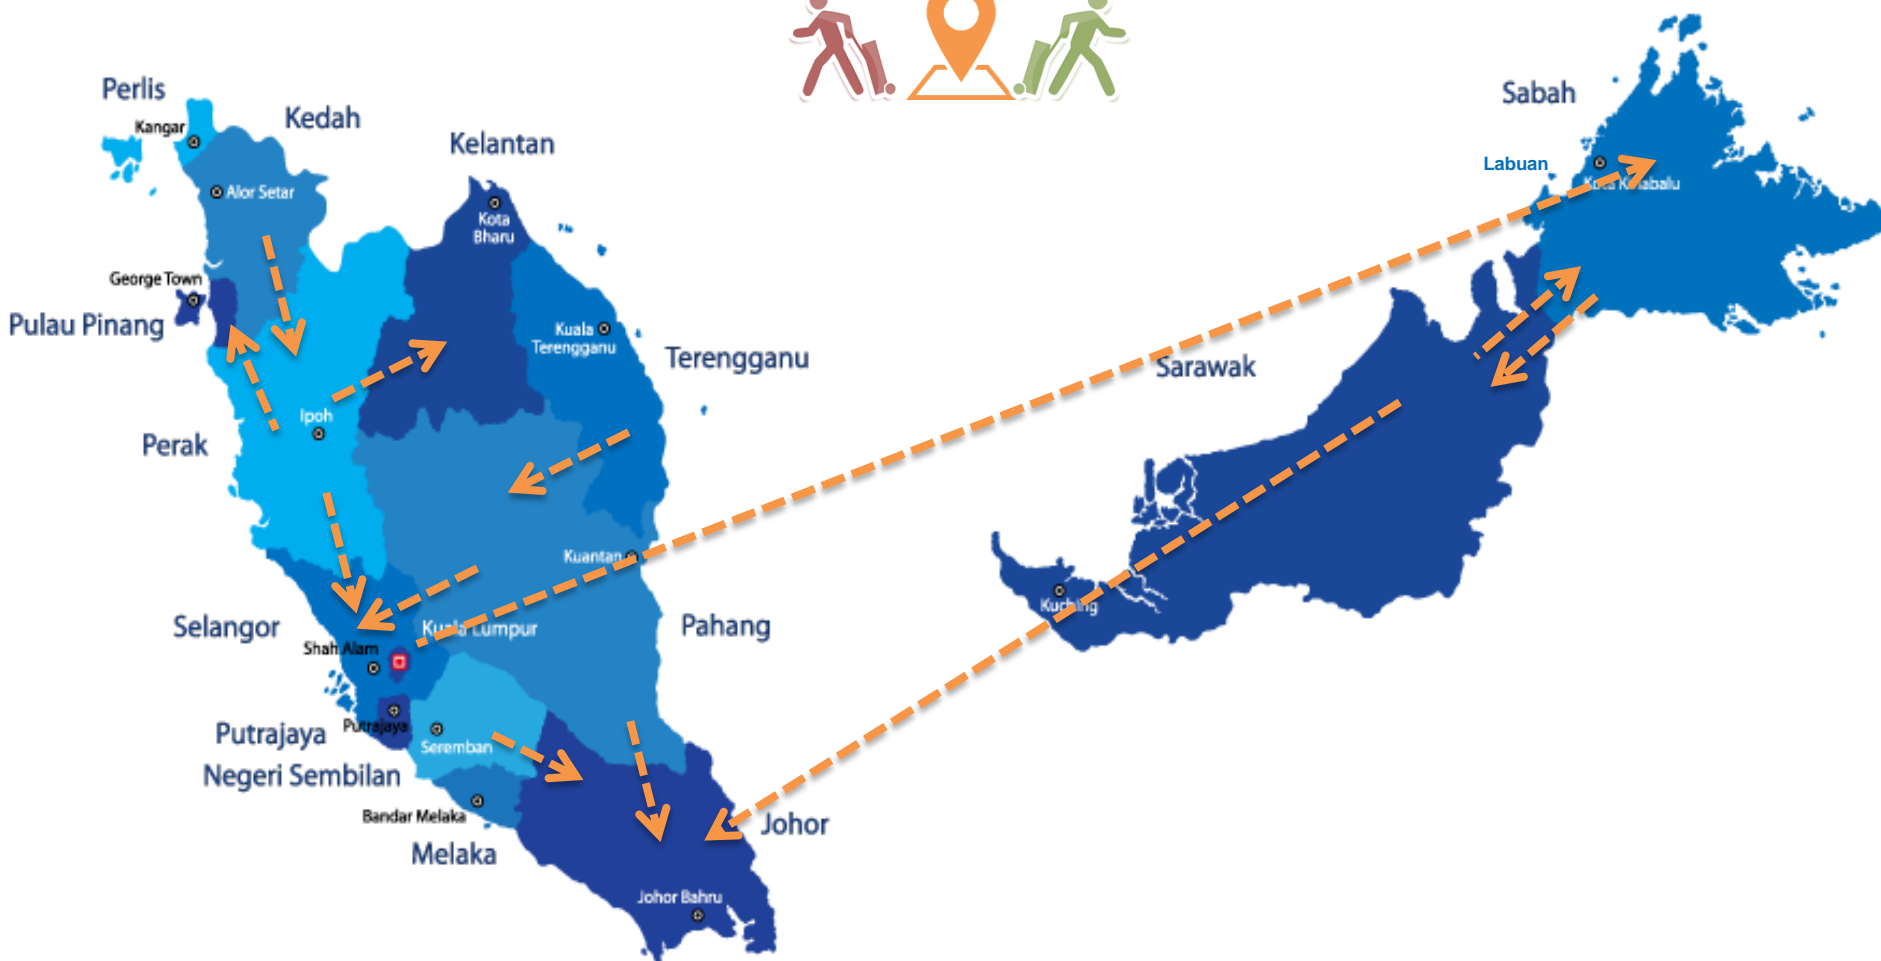 Perlis
Kangar
Kedah
Alor Setar
Kelantan
Kota
Bharu
Sabah
Labuan
Kota Kinabalu
George Town
Pulau Pinang
Kuala
Terengganu
Terengganu
Sarawak
Ipoh
Perak
Kuantan
Kuching
Selangor
Kuala Lumpur
Pahang
Shah Alam
Putrajaya
Putrajaya
Seremban
Negeri Sembilan
Bandar Melaka
Melaka
Johor
Johor Bahru